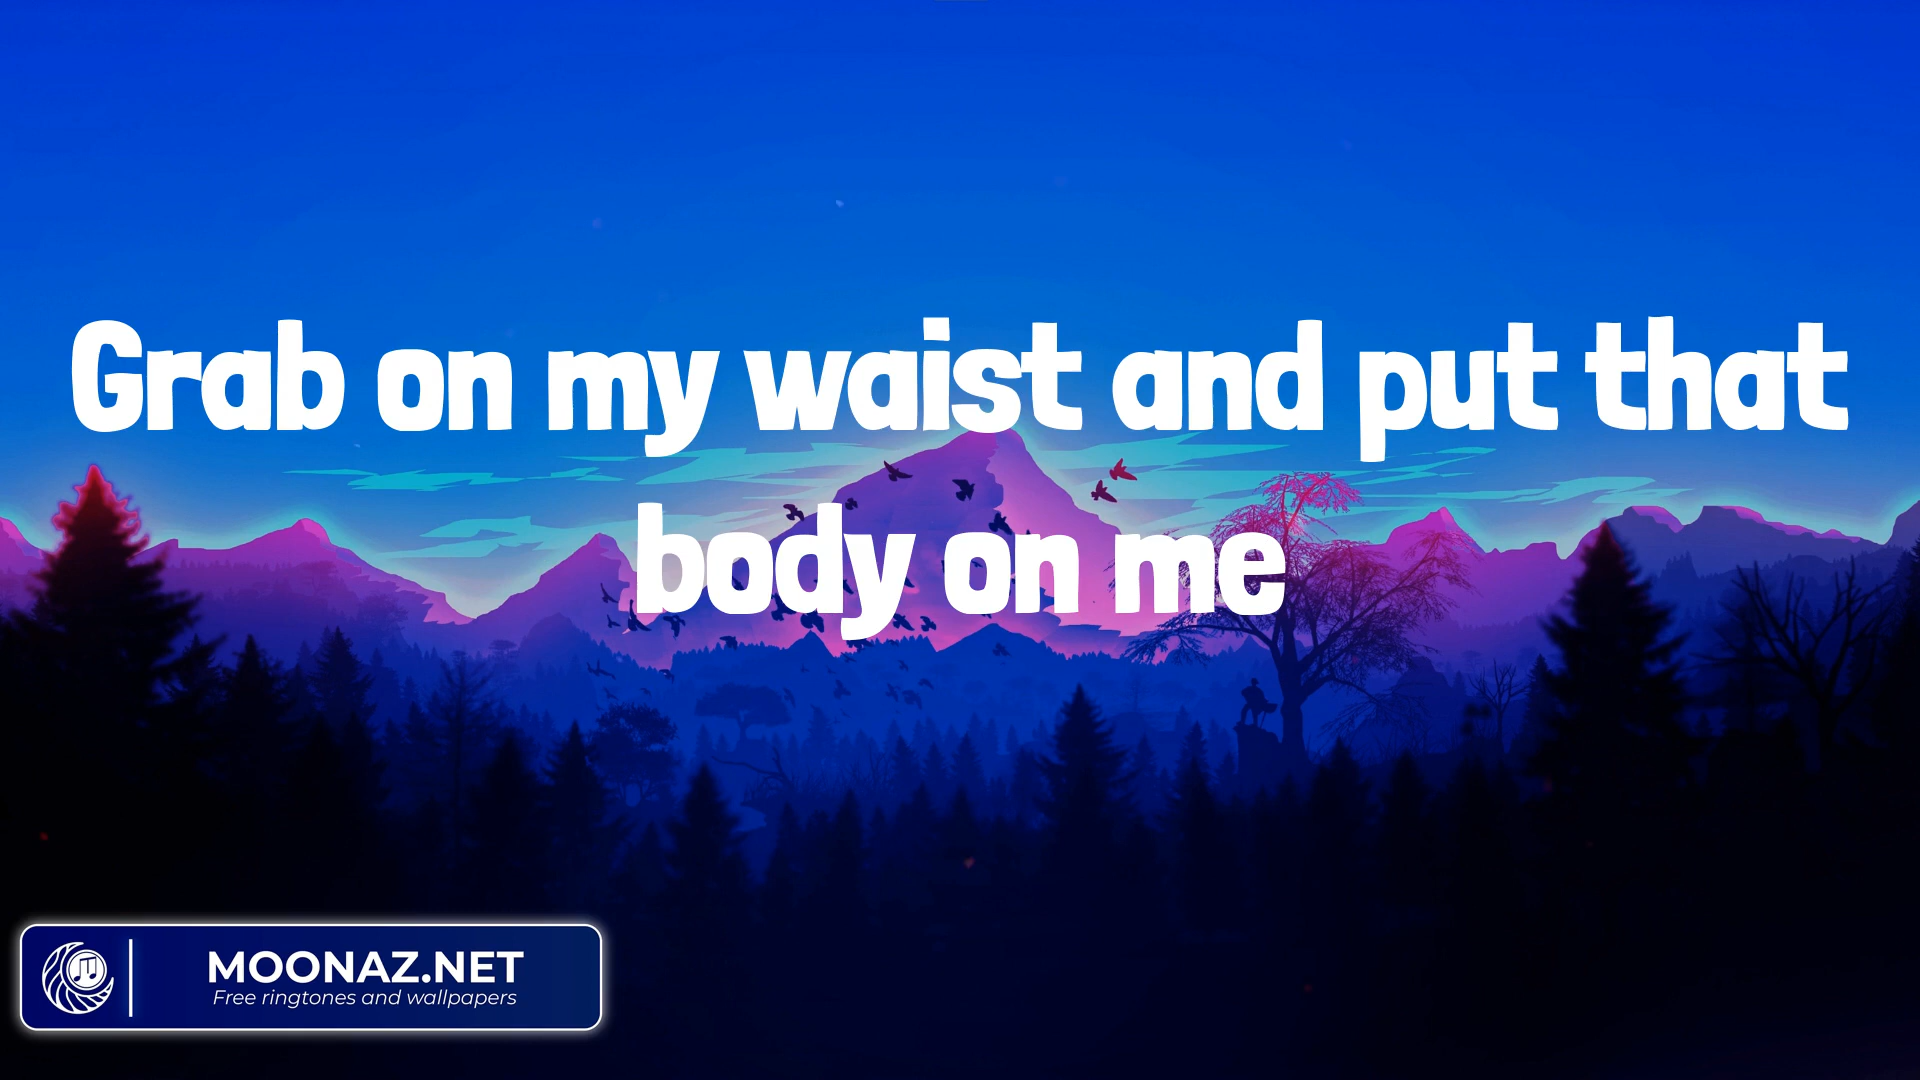 Grab on my waist and put that
body on me
MOONAZ.NET
Free ringtones and wallpapers